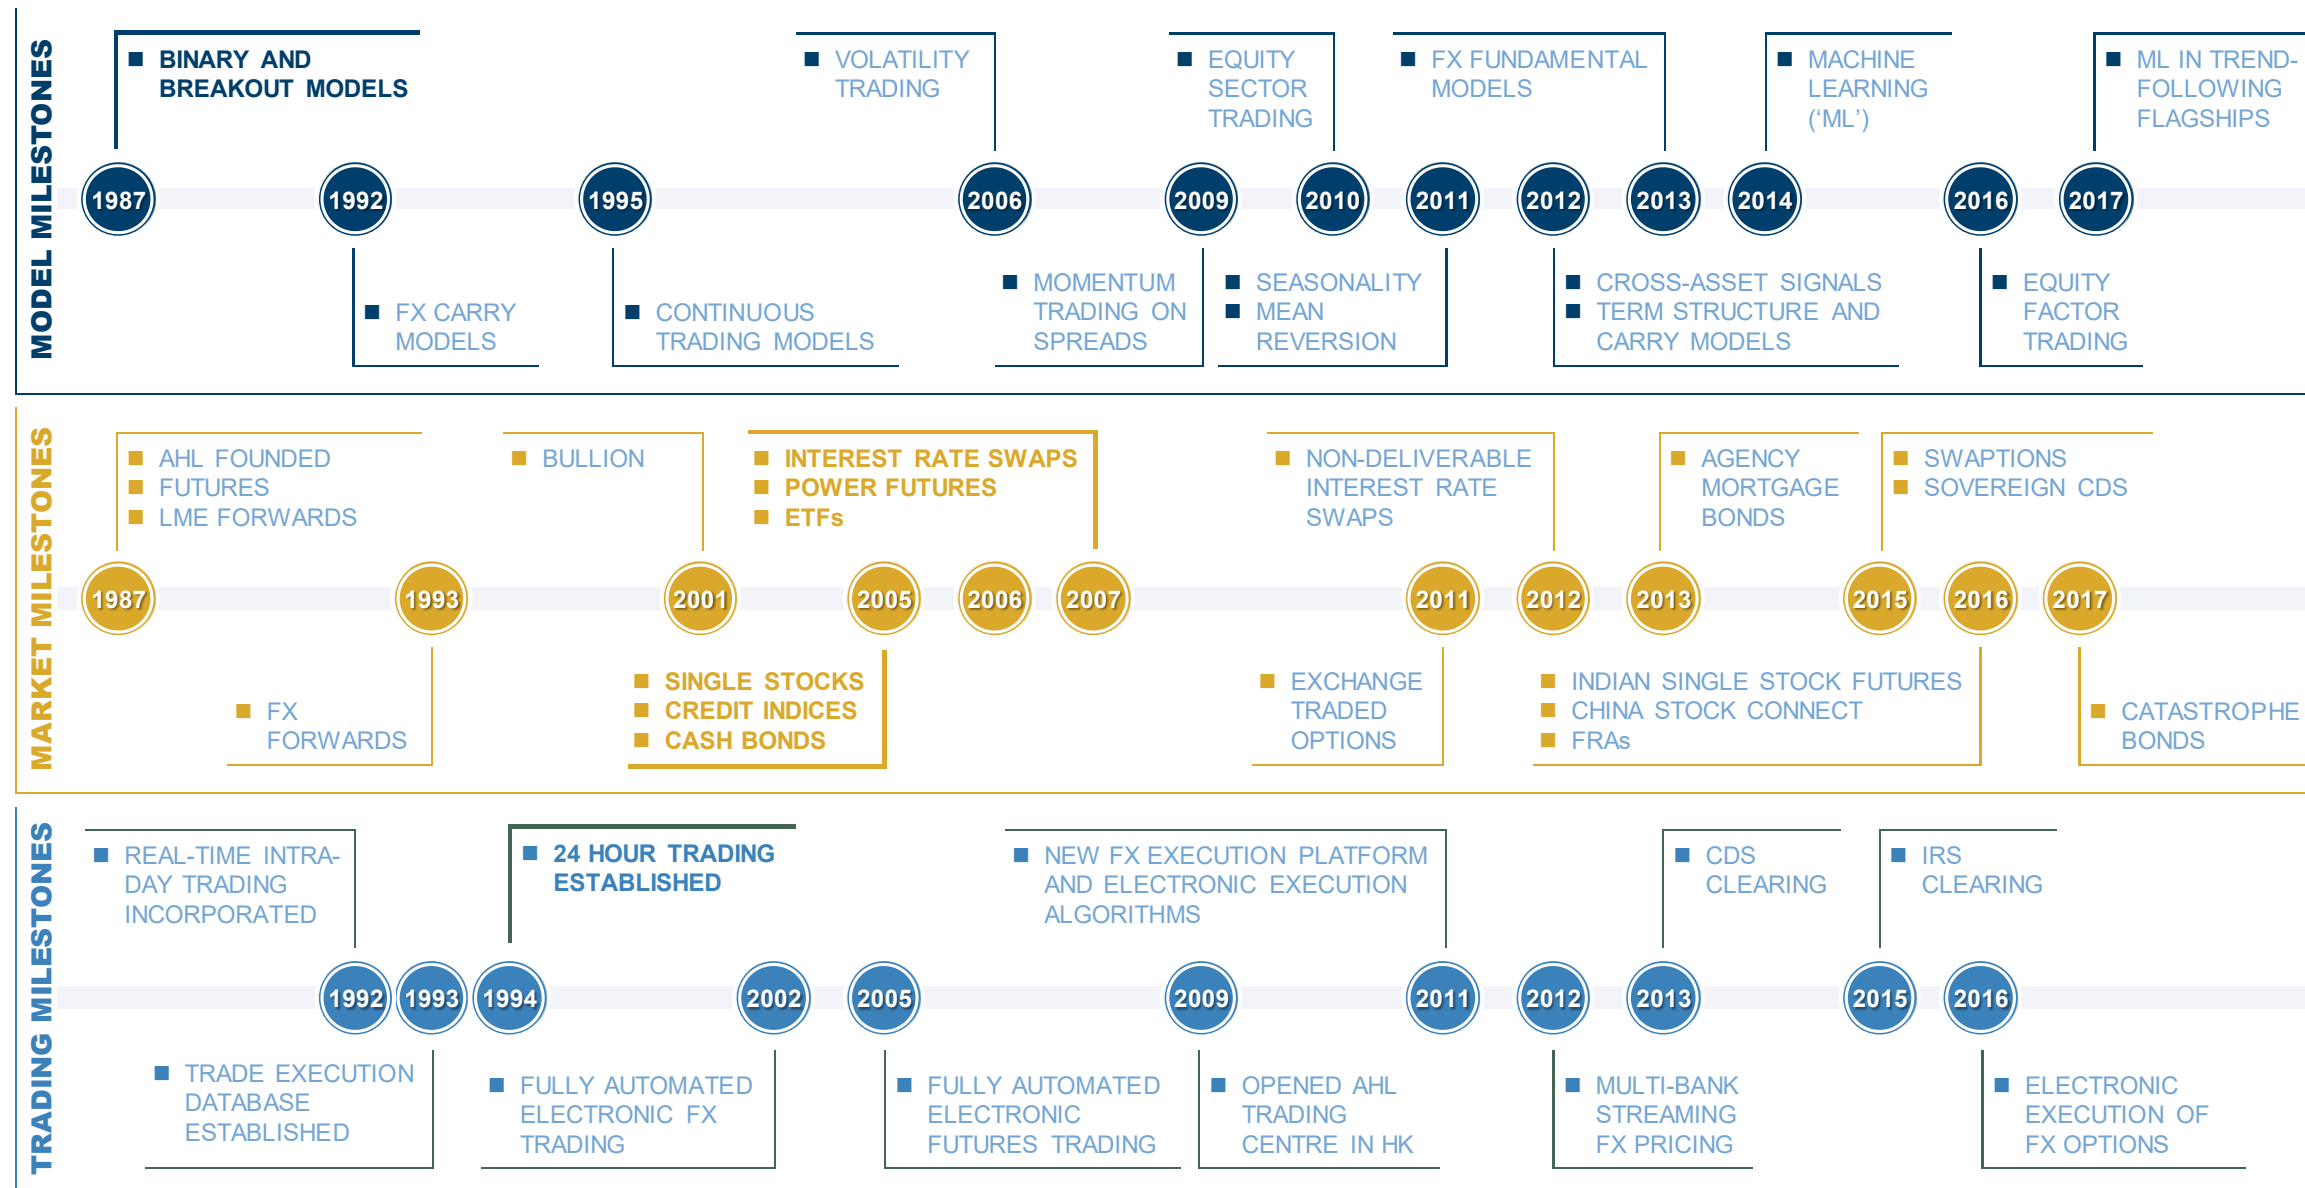 MODEL MILESTONES
BINARY AND
BREAKOUT MODELS
VOLATILITY
TRADING
EQUITY
SECTOR
TRADING
FX FUNDAMENTAL
MODELS
MACHINE
LEARNING
(‘ML’)
ML IN TREND-
FOLLOWING
FLAGSHIPS
1987
1992
1995
2006
2009
2010
2011
2012
2013
2014
2016
2017
FX CARRY
MODELS
CONTINUOUS
TRADING MODELS
MOMENTUM
TRADING ON
SPREADS
SEASONALITY
MEAN
REVERSION
CROSS-ASSET SIGNALS
TERM STRUCTURE AND
CARRY MODELS
EQUITY
FACTOR
TRADING
MARKET MILESTONES
AHL FOUNDED
FUTURES
LME FORWARDS
BULLION
INTEREST RATE SWAPS
POWER FUTURES
ETFs
NON-DELIVERABLE
INTEREST RATE
SWAPS
AGENCY
MORTGAGE
BONDS
SWAPTIONS
SOVEREIGN CDS
1987
1993
2001
2005
2006
2007
2011
2012
2013
2015
2016
2017
FX
FORWARDS
SINGLE STOCKS
CREDIT INDICES
CASH BONDS
EXCHANGE
TRADED
OPTIONS
INDIAN SINGLE STOCK FUTURES
CHINA STOCK CONNECT
FRAs
CATASTROPHE
BONDS
TRADING MILESTONES
REAL-TIME INTRA-
DAY TRADING
INCORPORATED
24 HOUR TRADING
ESTABLISHED
NEW FX EXECUTION PLATFORM
AND ELECTRONIC EXECUTION
ALGORITHMS
CDS
CLEARING
IRS
CLEARING
1992
1993
1994
2002
2005
2009
2011
2012
2013
2015
2016
TRADE EXECUTION
DATABASE
ESTABLISHED
FULLY AUTOMATED
ELECTRONIC FX
TRADING
FULLY AUTOMATED
ELECTRONIC
FUTURES TRADING
OPENED AHL
TRADING
CENTRE IN HK
MULTI-BANK
STREAMING
FX PRICING
ELECTRONIC
EXECUTION OF
FX OPTIONS